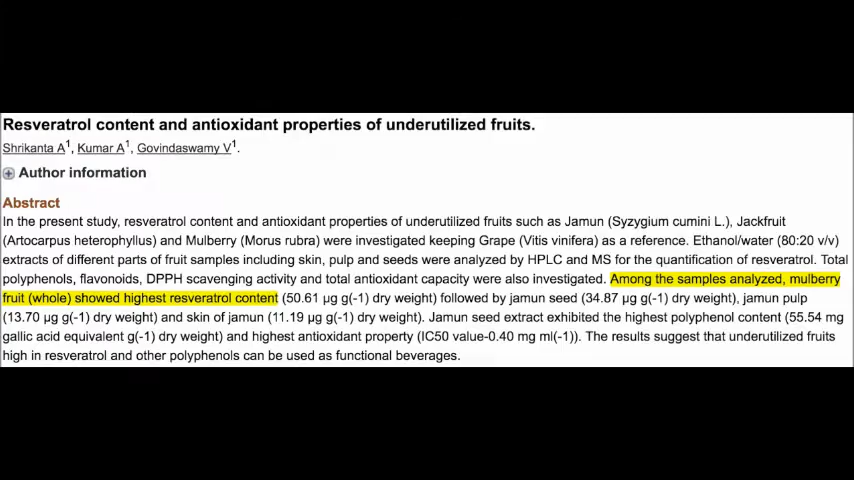 Resveratrol content and antioxidant properties of underutilized fruits.
Shrikanta A1, Kumar A1, Govindaswamy V1.
Author information
Abstract
In the present study, resveratrol content and antioxidant properties of underutilized fruits such as Jamun (Syzygium cumini L.), Jackfruit
(Artocarpus heterophyllus) and Mulberry (Morus rubra) were investigated keeping Grape (Vitis vinifera) as a reference. Ethanol/water (80:20 v/v)
extracts of different parts of fruit samples including skin, pulp and seeds were analyzed by HPLC and MS for the quantification of resveratrol. Total
polyphenols, flavonoids, DPPH scavenging activity and total antioxidant capacity were also investigated. Among the samples analyzed, mulberry
fruit (whole) showed highest resveratrol content (50.61 µg g(-1) dry weight) followed by jamun seed (34.87 µg g(-1) dry weight), jamun pulp
(13.70 µg g(-1) dry weight) and skin of jamun (11.19 µg g(-1) dry weight). Jamun seed extract exhibited the highest polyphenol content (55.54 mg
gallic acid equivalent g(-1) dry weight) and highest antioxidant property (IC50 value-0.40 mg ml(-1)). The results suggest that underutilized fruits
high in resveratrol and other polyphenols can be used as functional beverages.